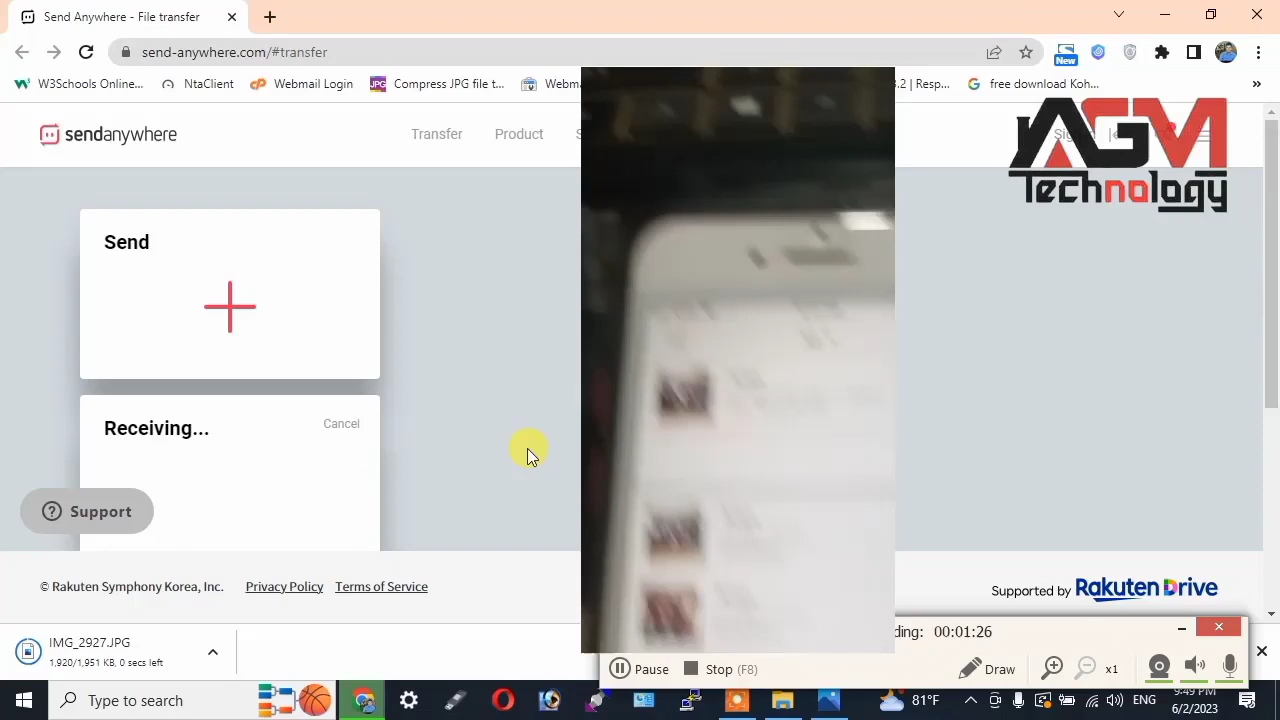 Send Anywhere - File transfer
send-anywhere.com/#transfer
New
W3Schools Online...
NtaClient
Webmail Login
JPG
Compress JPG file t...
Webm
.2 | Resp...
free download Koh...
sendanywhere
Transfer
Product
S
Sign
AGM
Technology
Send
Receiving...
Cancel
Support
© Rakuten Symphony Korea, Inc.
Privacy Policy
Terms of Service
Supported by Rakuten Drive
IMG_2927.JPG
1,920/1,951 KB, 0 secs left
ding: 00:01:26
Pause
Stop (F8)
Draw
x1
Type to search
81°F
ENG
9:49 PM
6/2/2023